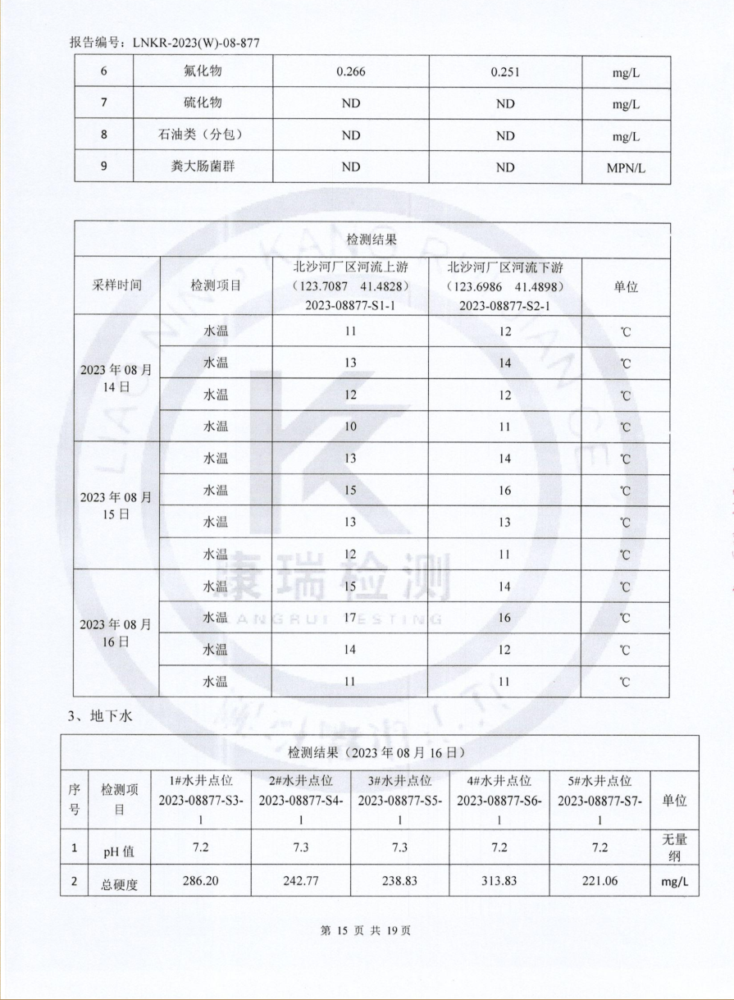 报告编号：LNKR-2023(W)-08-877
6 氟化物 0.266 0.251 mg/L
7 硫化物 ND ND mg/L
8 石油类（分包） ND ND mg/L
9 粪大肠菌群 ND ND MPN/L
检测结果
采样时间 检测项目 北沙河厂区河流上游（123.7087 41.4828）2023-08877-S1-1 北沙河厂区河流下游（123.6986 41.4898）2023-08877-S2-1 单位
2023 年 08 月 14 日 水温 11 12 ℃
水温 13 14 ℃
水温 12 12 ℃
水温 10 11 ℃
2023 年 08 月 15 日 水温 13 14 ℃
水温 15 16 ℃
水温 13 13 ℃
水温 12 11 ℃
2023 年 08 月 16 日 水温 15 14 ℃
水温 17 16 ℃
水温 14 12 ℃
水温 11 11 ℃
康瑞检测
KANGRUI TESTING
3、地下水
检测结果（2023 年 08 月 16 日）
序号 检测项目 1#水井点位 2023-08877-S3-1 2#水井点位 2023-08877-S4-1 3#水井点位 2023-08877-S5-1 4#水井点位 2023-08877-S6-1 5#水井点位 2023-08877-S7-1 单位
1 pH 值 7.2 7.3 7.3 7.2 7.2 无量纲
2 总硬度 286.20 242.77 238.83 313.83 221.06 mg/L
第 15 页 共 19 页